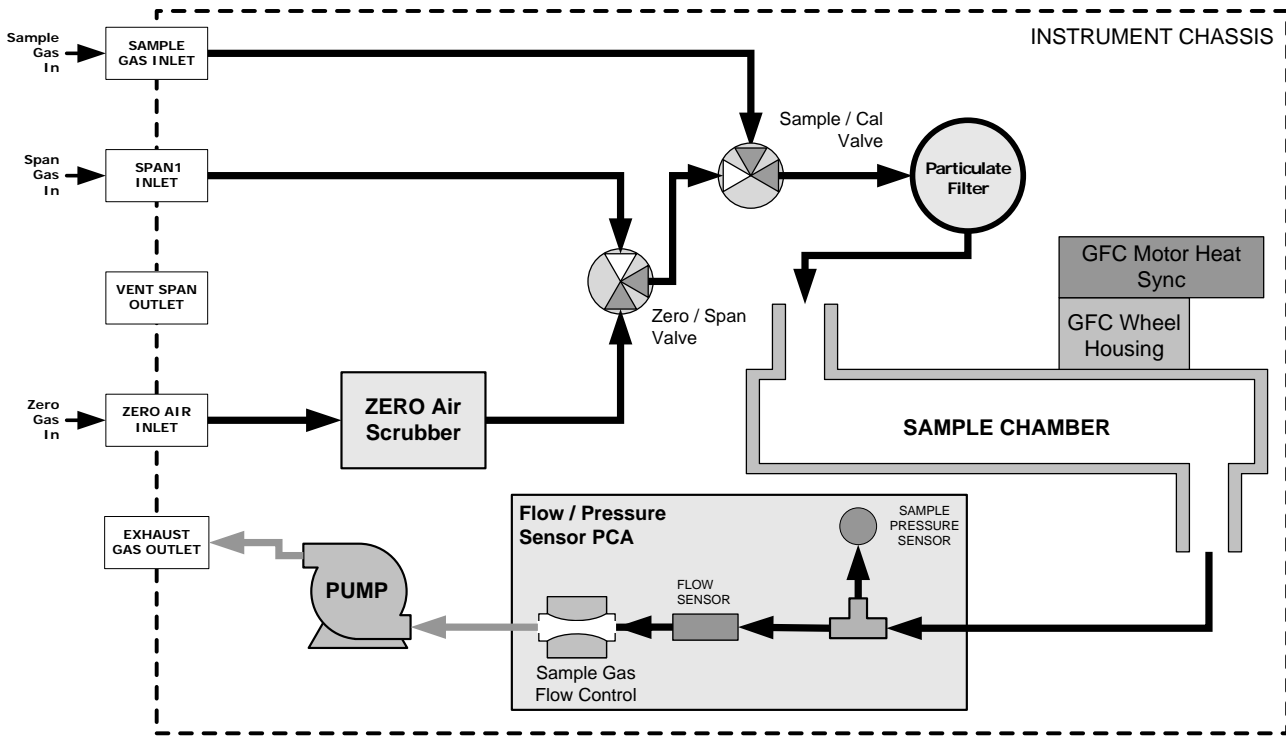 INSTRUMENT CHASSIS
Sample
Gas
In
SAMPLE
GAS INLET
Span
Gas
In
SPAN1
INLET
Sample / Cal
Valve
Particulate
Filter
VENT SPAN
OUTLET
Zero / Span
Valve
GFC Motor Heat
Sync
GFC Wheel
Housing
Zero
Gas
In
ZERO AIR
INLET
ZERO Air
Scrubber
SAMPLE CHAMBER
EXHAUST
GAS OUTLET
PUMP
Flow / Pressure
Sensor PCA
SAMPLE
PRESSURE
SENSOR
FLOW
SENSOR
Sample Gas
Flow Control